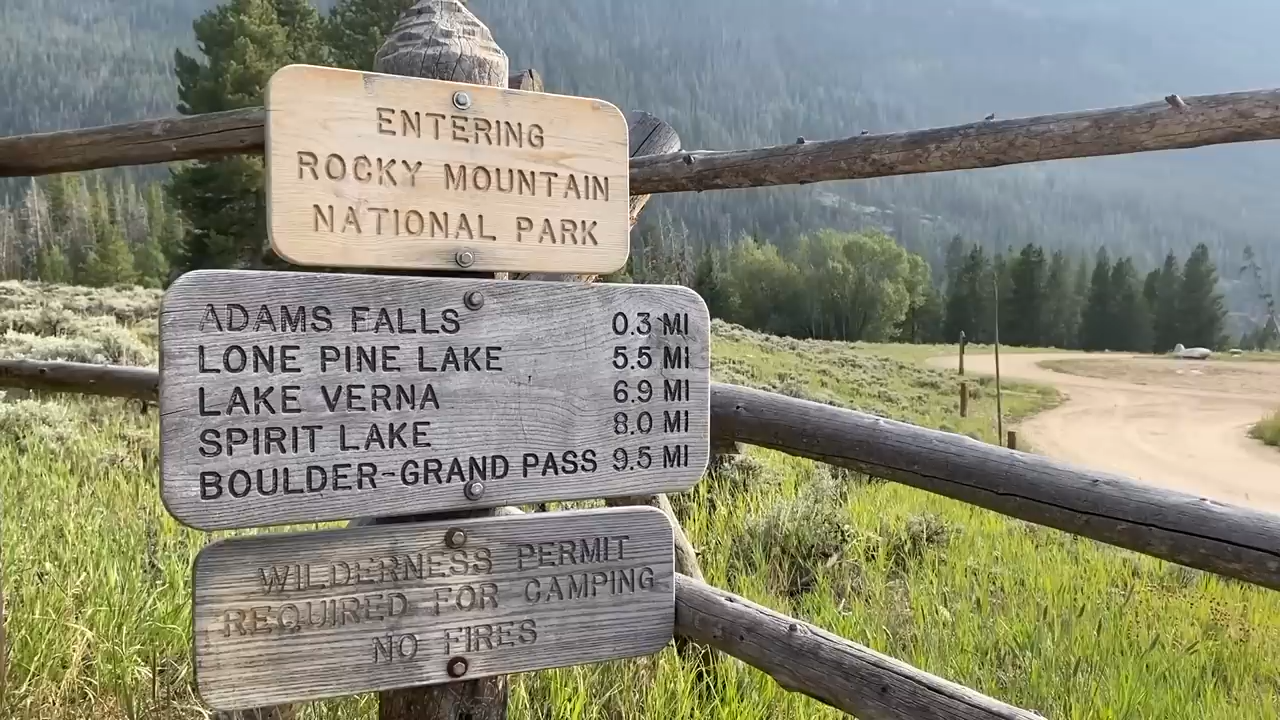 ENTERING
ROCKY MOUNTAIN
NATIONAL PARK
ADAMS FALLS 0.3 MI
LONE PINE LAKE 5.5 MI
LAKE VERNA 6.9 MI
SPIRIT LAKE 8.0 MI
BOULDER-GRAND PASS 9.5 MI
WILDERNESS PERMIT
REQUIRED FOR CAMPING
NO FIRES